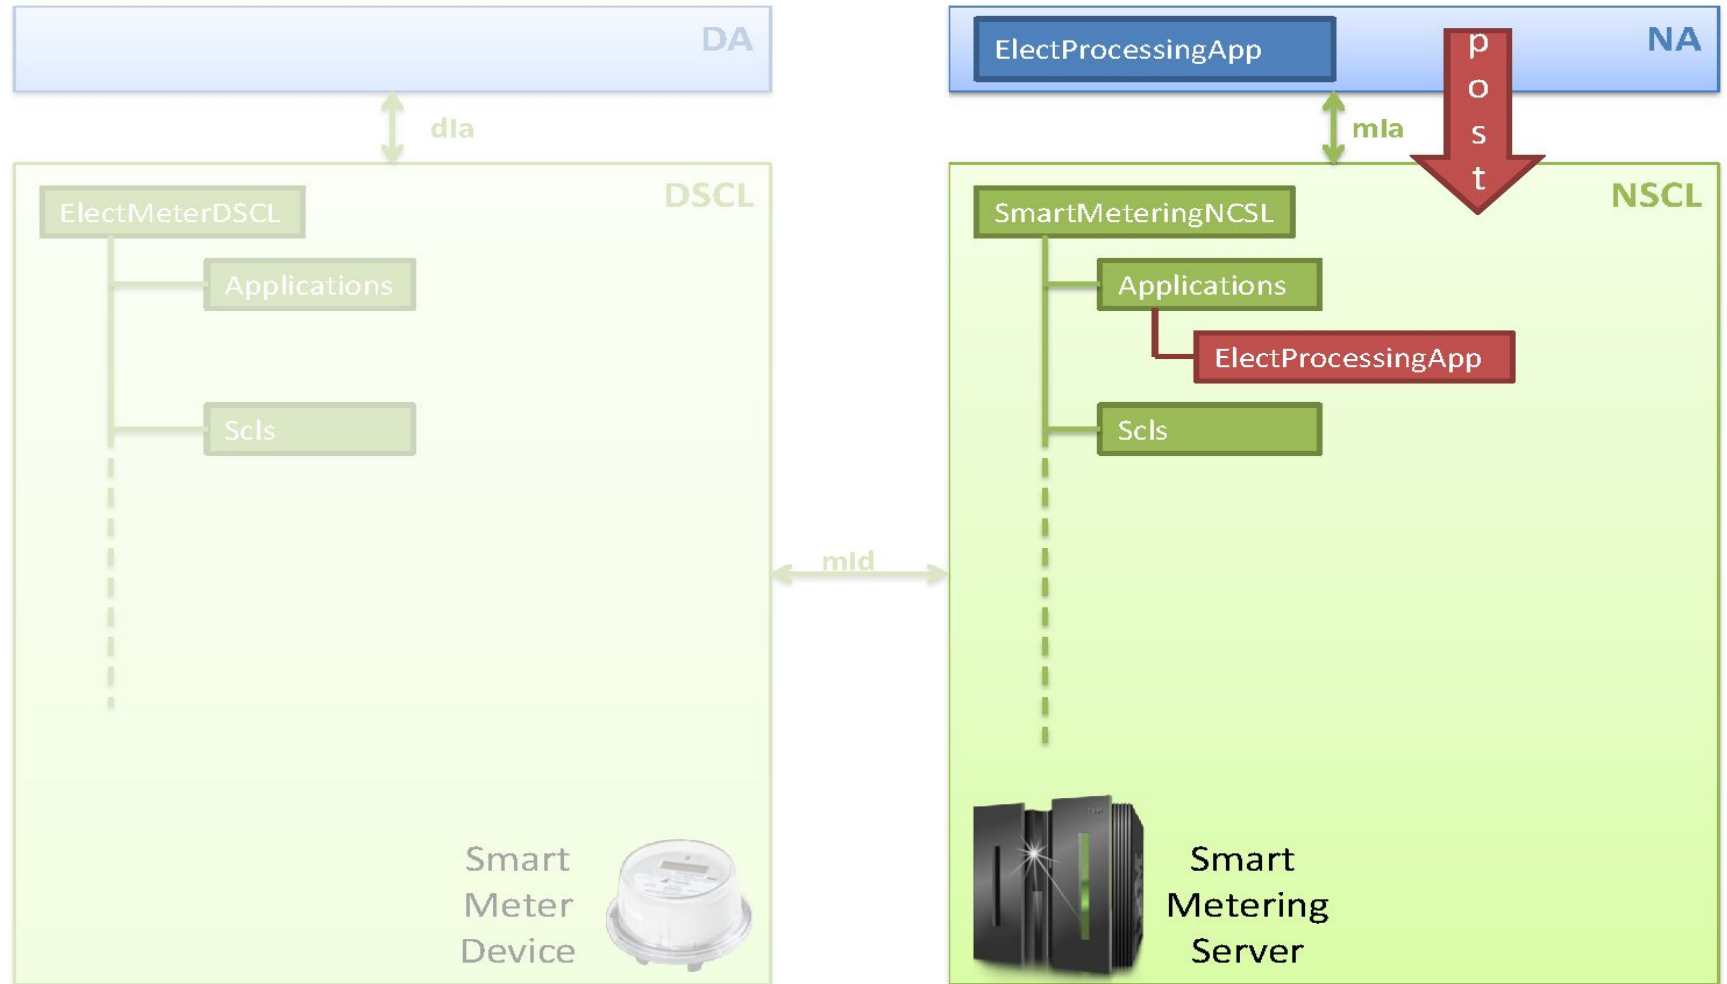 DA
dIa
DSCL
ElectMeterDSCL
Applications
Scls
Smart
Meter
Device
mId
ElectProcessingApp
NA
post
mIa
NSCL
SmartMeteringNCSL
Applications
ElectProcessingApp
Scls
Smart
Metering
Server